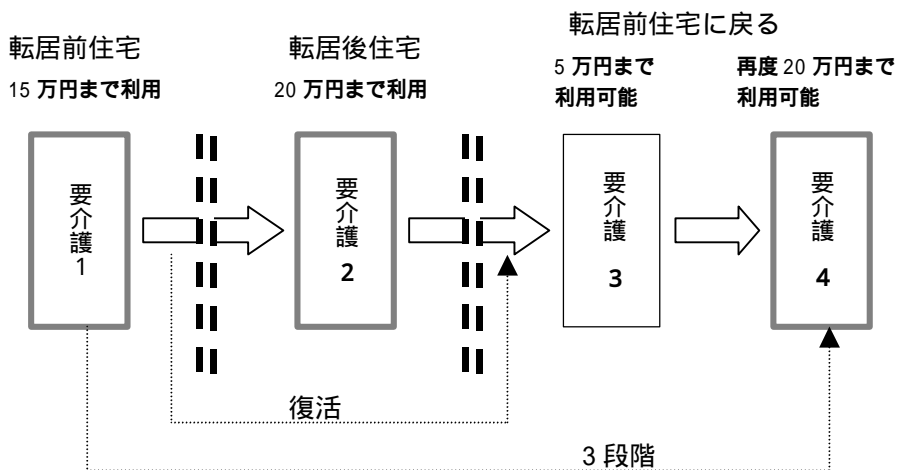 転居前住宅
15 万円まで利用
転居後住宅
20 万円まで利用
転居前住宅に戻る
5 万円まで
利用可能
再度 20 万円まで
利用可能
要介護1
要介護2
要介護3
要介護4
復活
3 段階